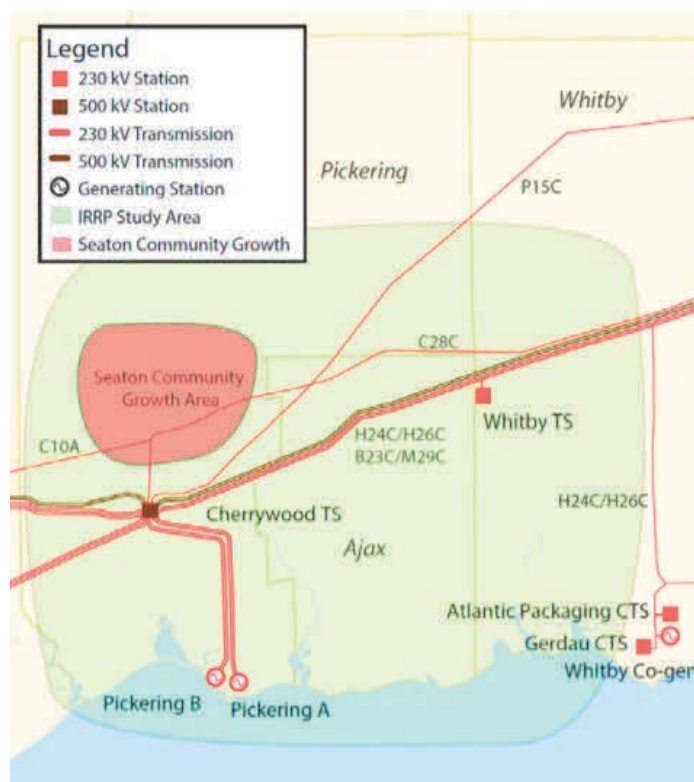 Legend
230 kV Station
500 kV Station
230 kV Transmission
500 kV Transmission
Generating Station
IRRP Study Area
Seaton Community Growth
Whitby
Pickering
P15C
C28C
Seaton Community
Growth Area
Whitby TS
C10A
H24C/H26C
B23C/M29C
H24C/H26C
Cherrywood TS
Ajax
Atlantic Packaging CTS
Gerdau CTS
Whitby Co-gen
Pickering B
Pickering A